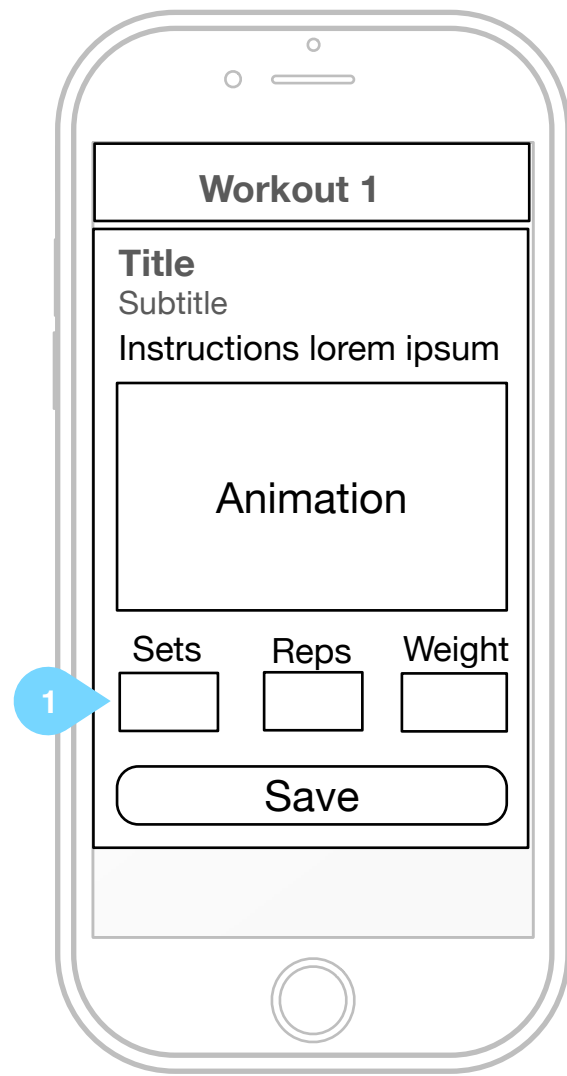 Workout 1
Title
Subtitle
Instructions lorem ipsum
Animation
Sets Reps Weight
1
Save